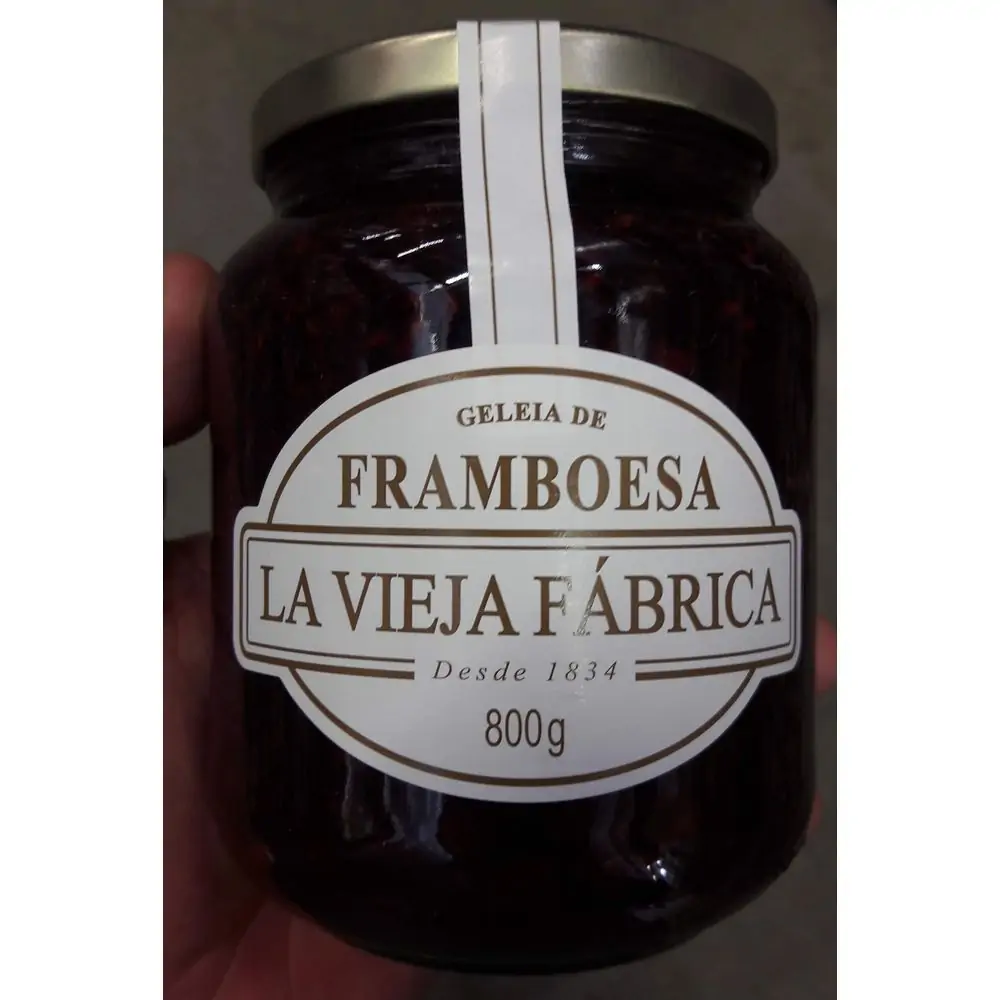 GELEIA DE
FRAMBOESA
LA VIEJA FÁBRICA
Desde 1834
800g